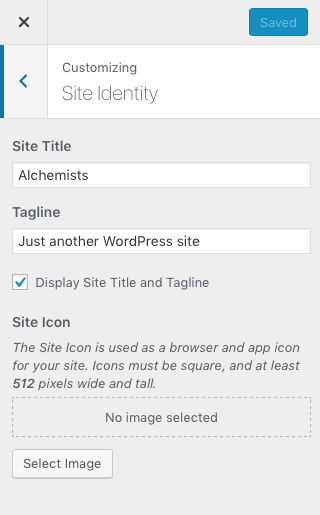 Saved
Customizing
Site Identity
Site Title
Alchemists
Tagline
Just another WordPress site
Display Site Title and Tagline
Site Icon
The Site Icon is used as a browser and app icon
for your site. Icons must be square, and at least
512 pixels wide and tall.
No image selected
Select Image